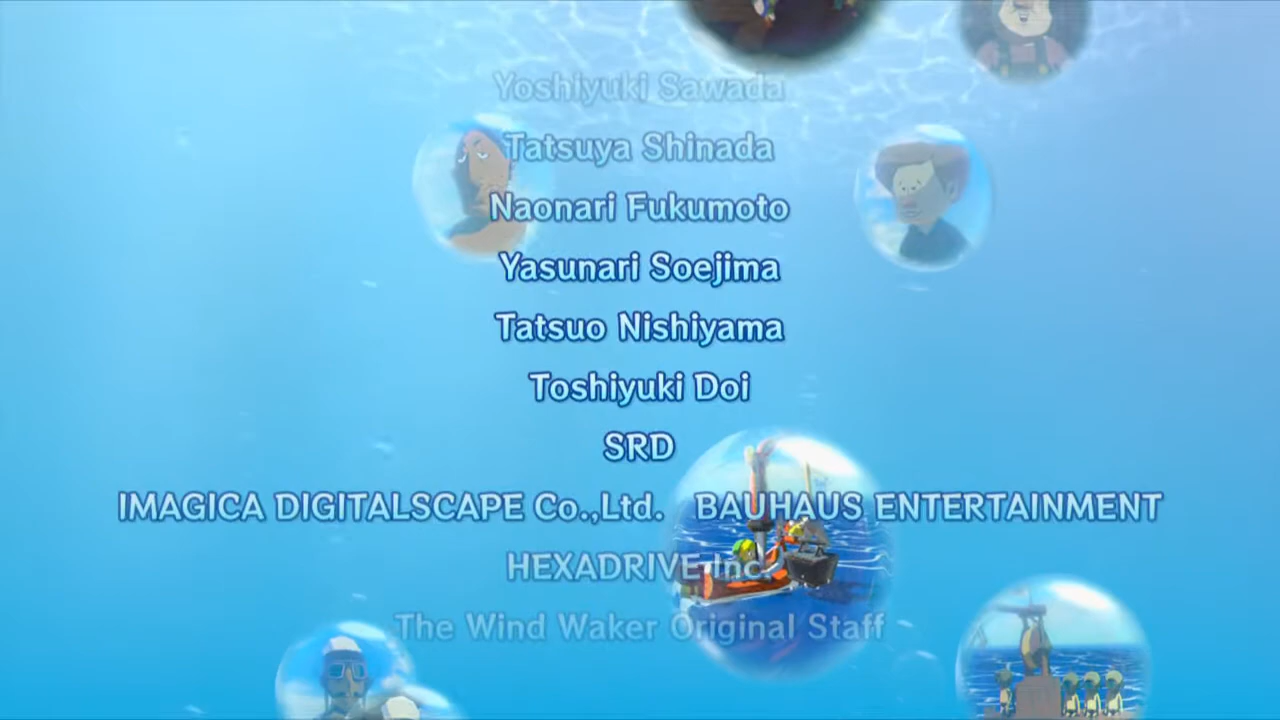 Yoshiyuki Sawada
Tatsuya Shinada
Naonari Fukumoto
Yasunari Soejima
Tatsuo Nishiyama
Toshiyuki Doi
SRD
IMAGICA DIGITALSCAPE Co.,Ltd. BAUHAUS ENTERTAINMENT
HEXADRIVE Inc.
The Wind Waker Original Staff